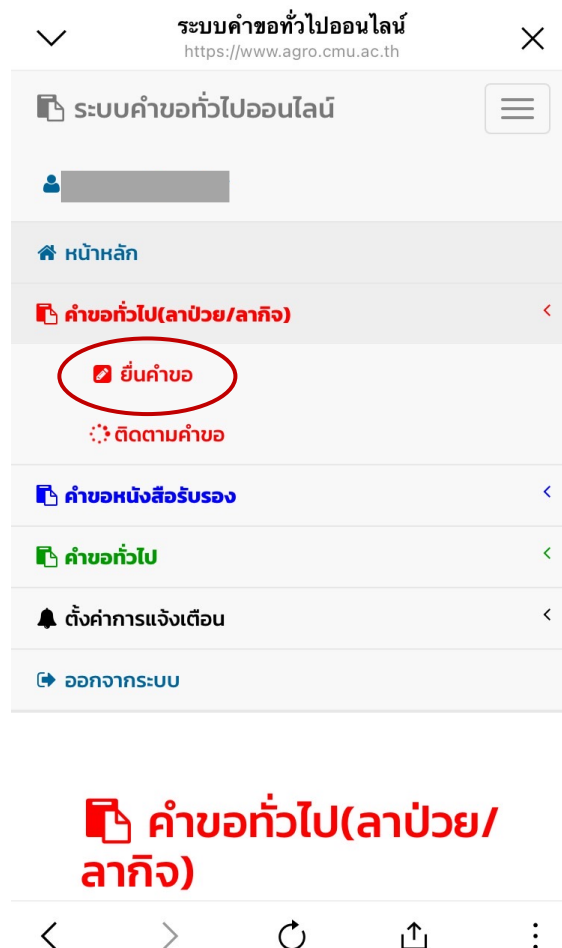 ระบบคำขอทั่วไปออนไลน์
https://www.agro.cmu.ac.th
ระบบคำขอทั่วไปออนไลน์
หน้าหลัก
คำขอทั่วไป(ลาป่วย/ลากิจ)
ยื่นคำขอ
ติดตามคำขอ
คำขอหนังสือรับรอง
คำขอทั่วไป
ตั้งค่าการแจ้งเตือน
ออกจากระบบ
คำขอทั่วไป(ลาป่วย/
ลากิจ)